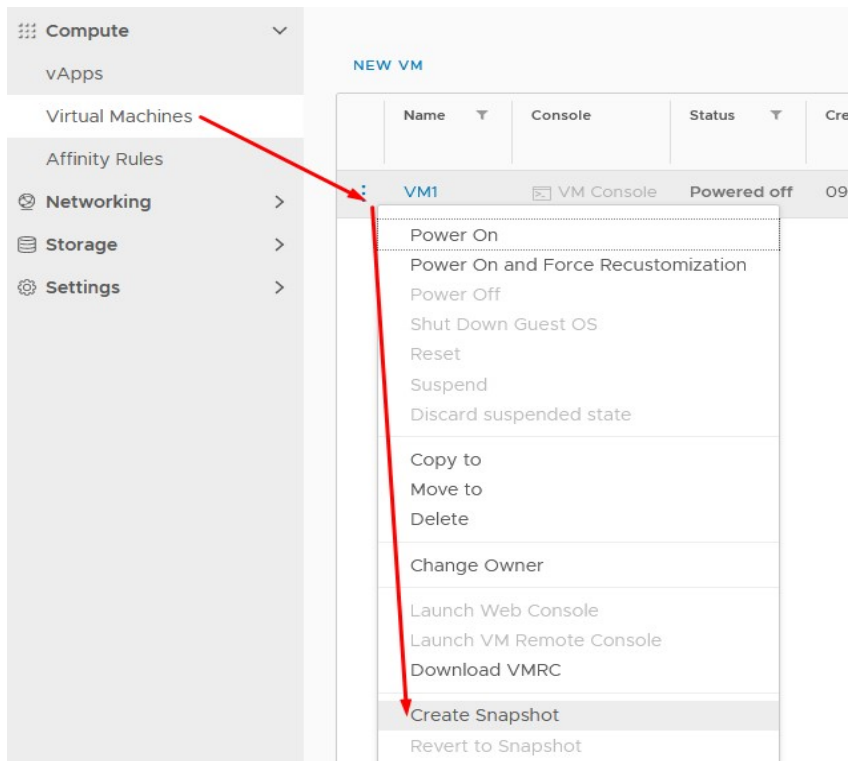 Compute
vApps
Virtual Machines
Affinity Rules
Networking
Storage
Settings
NEW VM
Name Console Status Cre
VM1 VM Console Powered off 09
Power On
Power On and Force Recustomization
Power Off
Shut Down Guest OS
Reset
Suspend
Discard suspended state
Copy to
Move to
Delete
Change Owner
Launch Web Console
Launch VM Remote Console
Download VMRC
Create Snapshot
Revert to Snapshot